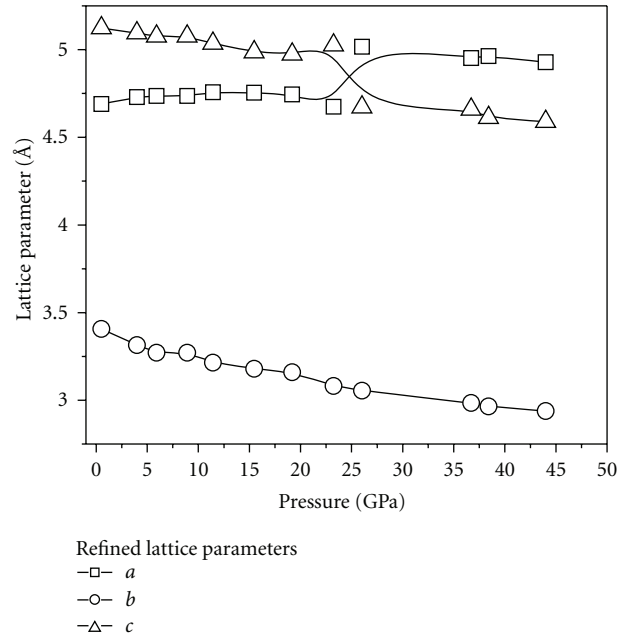 5
4.5
4
3.5
3
Lattice parameter (Å)
0 5 10 15 20 25 30 35 40 45 50
Pressure (GPa)
Refined lattice parameters
a
b
c